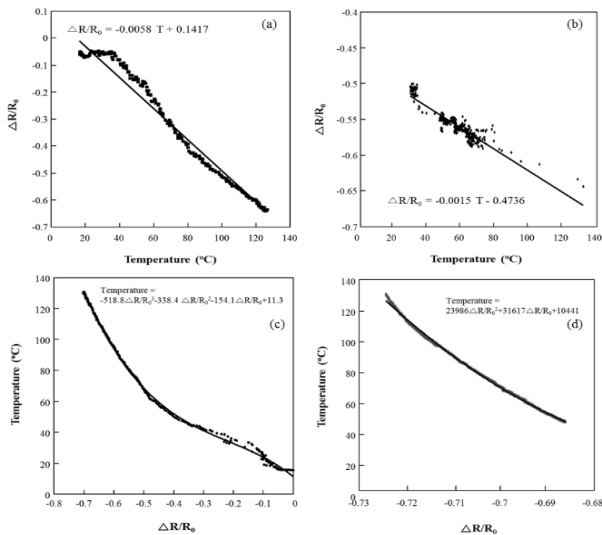 (a)
△R/R₀ = -0.0058 T + 0.1417
0.1
0
-0.1
-0.2
-0.3
-0.4
-0.5
-0.6
-0.7
△R/R₀
0 20 40 60 80 100 120 140
Temperature (°C)
(b)
-0.4
-0.45
-0.5
-0.55
-0.6
-0.65
-0.7
△R/R₀
△R/R₀ = -0.0015 T - 0.4736
0 20 40 60 80 100 120 140
Temperature (°C)
Temperature =
-518.8△R/R₀³-338.4 △R/R₀²-154.1△R/R₀+11.3
(c)
140
120
100
80
60
40
20
0
Temperature (°C)
-0.8 -0.7 -0.6 -0.5 -0.4 -0.3 -0.2 -0.1 0
△R/R₀
Temperature =
23986△R/R₀²+31617△R/R₀+10441
(d)
140
120
100
80
60
40
20
0
Temperature (°C)
-0.73 -0.72 -0.71 -0.7 -0.69 -0.68
△R/R₀